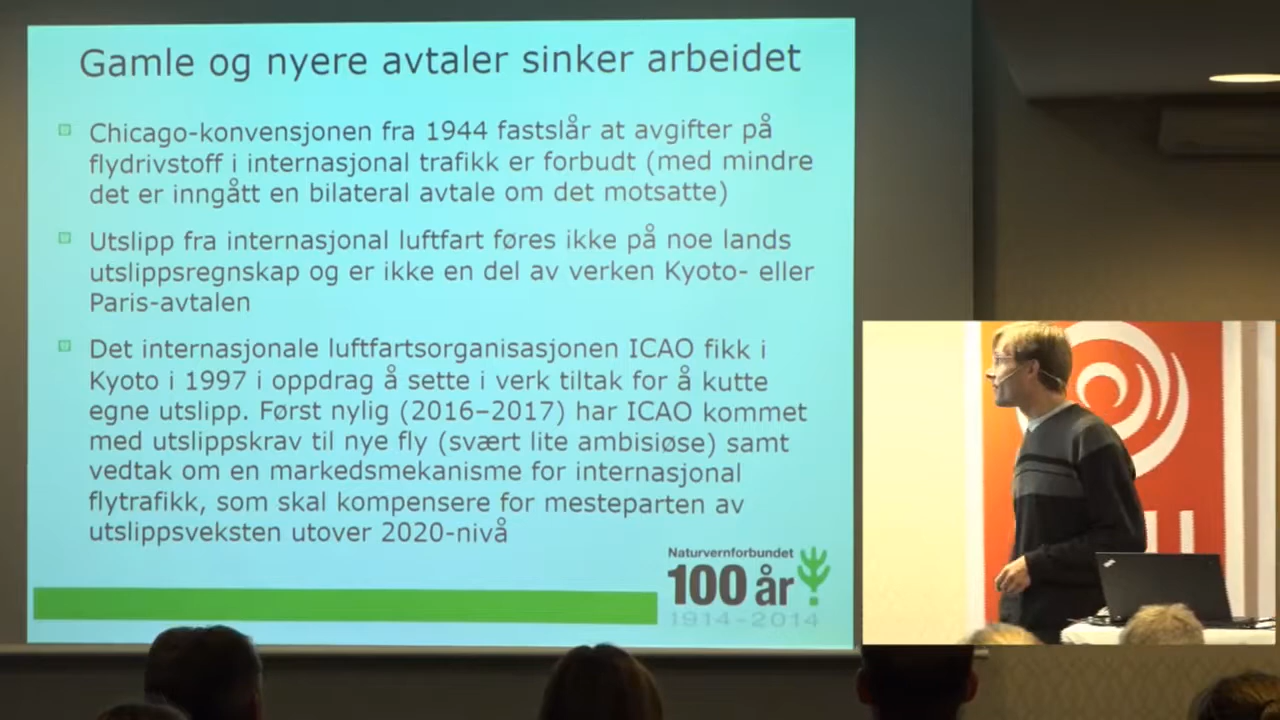 Gamle og nyere avtaler sinker arbeidet
Chicago-konvensjonen fra 1944 fastslår at avgifter på
flydrivstoff i internasjonal trafikk er forbudt (med mindre
det er inngått en bilateral avtale om det motsatte)
Utslipp fra internasjonal luftfart føres ikke på noe lands
utslippsregnskap og er ikke en del av verken Kyoto- eller
Paris-avtalen
Det internasjonale luftfartsorganisasjonen ICAO fikk i
Kyoto i 1997 i oppdrag å sette i verk tiltak for å kutte
egne utslipp. Først nylig (2016–2017) har ICAO kommet
med utslippskrav til nye fly (svært lite ambisiøse) samt
vedtak om en markedsmekanisme for internasjonal
flytrafikk, som skal kompensere for mesteparten av
utslippsveksten utover 2020-nivå
Naturvernforbundet
100 år
1914-2014